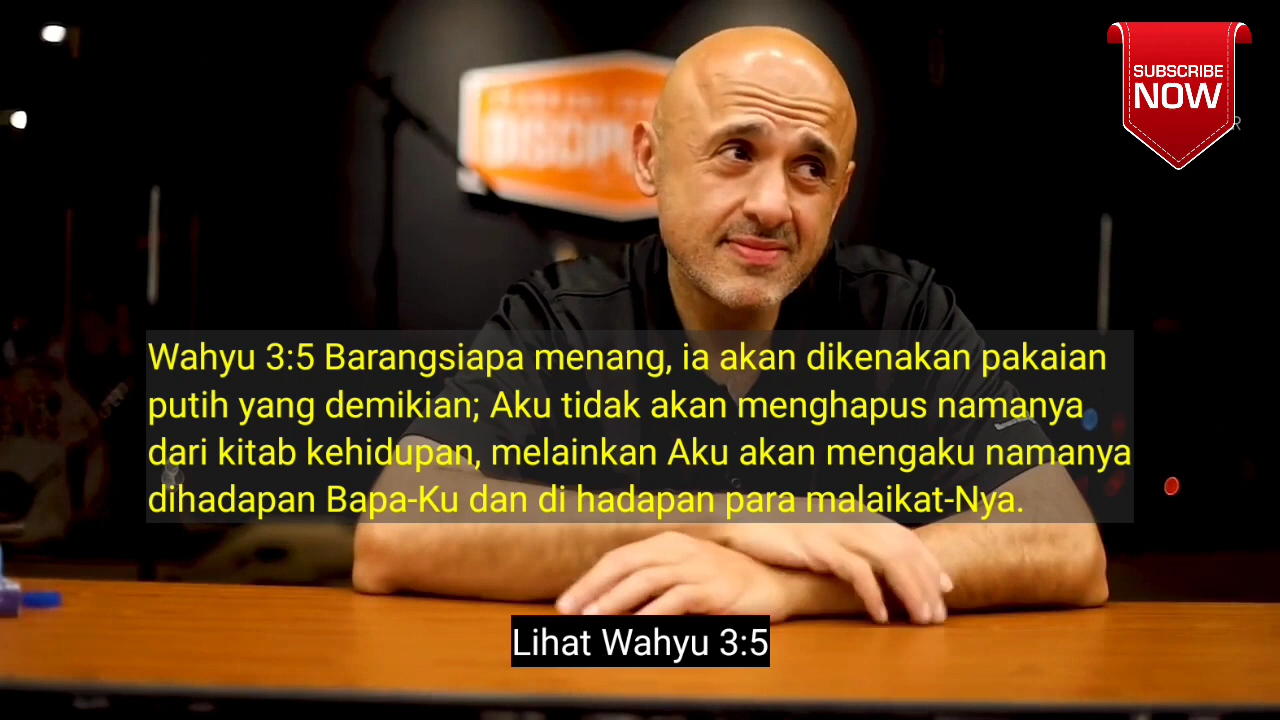 SUBSCRIBE
NOW
Wahyu 3:5 Barangsiapa menang, ia akan dikenakan pakaian
putih yang demikian; Aku tidak akan menghapus namanya
dari kitab kehidupan, melainkan Aku akan mengaku namanya
dihadapan Bapa-Ku dan di hadapan para malaikat-Nya.
Lihat Wahyu 3:5